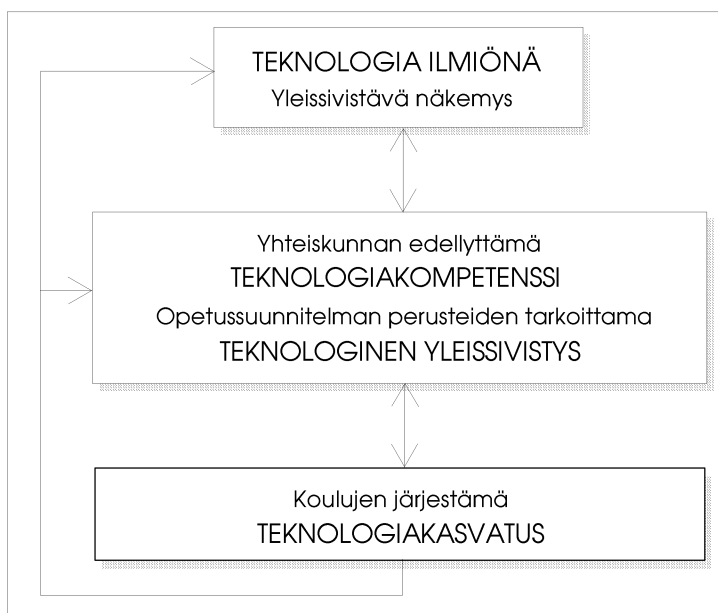 TEKNOLOGIA ILMIÖNÄ
Yleissivistävä näkemys
Yhteiskunnan edellyttämä
TEKNOLOGIAKOMPETENSSI
Opetussuunnitelman perusteiden tarkoittama
TEKNOLOGINEN YLEISSIVISTYS
Koulujen järjestämä
TEKNOLOGIAKASVATUS